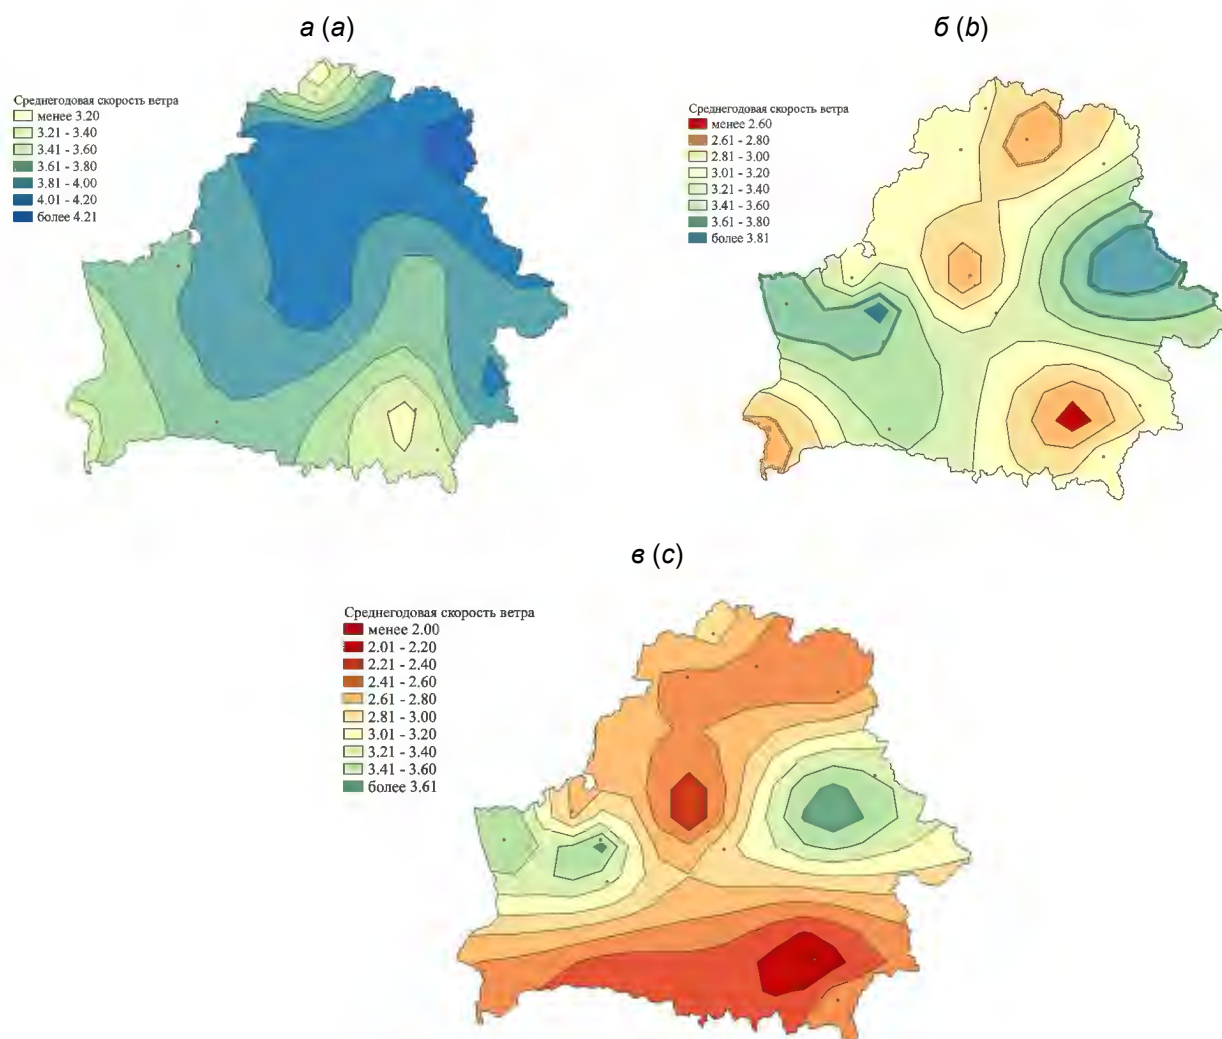 а (a)
Среднегодовая скорость ветра
менее 3.20
3.21 - 3.40
3.41 - 3.60
3.61 - 3.80
3.81 - 4.00
4.01 - 4.20
более 4.21
б (b)
Среднегодовая скорость ветра
менее 2.60
2.61 - 2.80
2.81 - 3.00
3.01 - 3.20
3.21 - 3.40
3.41 - 3.60
3.61 - 3.80
более 3.81
в (c)
Среднегодовая скорость ветра
менее 2.00
2.01 - 2.20
2.21 - 2.40
2.41 - 2.60
2.61 - 2.80
2.81 - 3.00
3.01 - 3.20
3.21 - 3.40
3.41 - 3.60
более 3.61